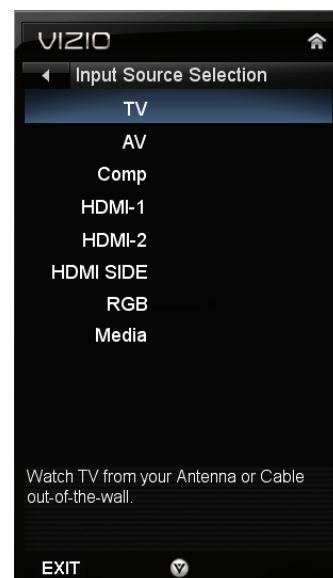 VIZIO
Input Source Selection
TV
AV
Comp
HDMI-1
HDMI-2
HDMI SIDE
RGB
Media
Watch TV from your Antenna or Cable
out-of-the-wall.
EXIT
V